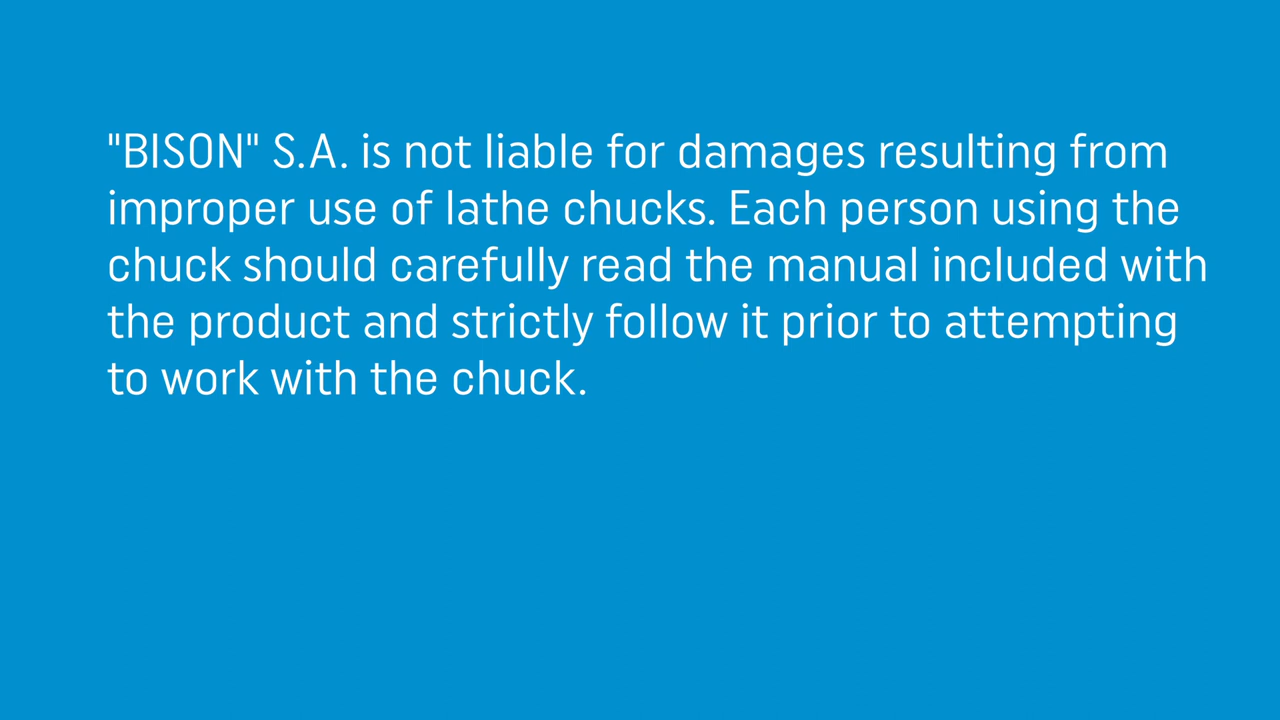 "BISON" S.A. is not liable for damages resulting from
improper use of lathe chucks. Each person using the
chuck should carefully read the manual included with
the product and strictly follow it prior to attempting
to work with the chuck.